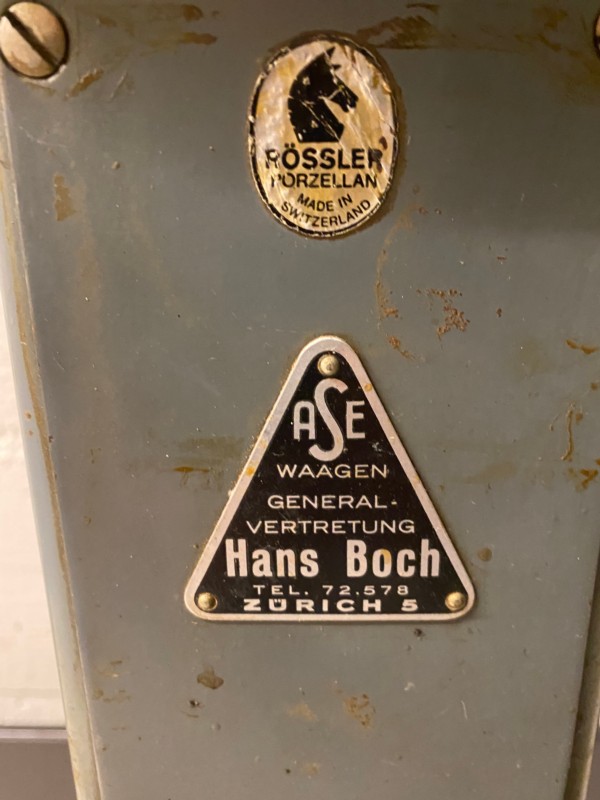 RÖSSLER
PORZELLAN
MADE IN
SWITZERLAND
ASE
WAAGEN
GENERAL-
VERTRETUNG
Hans Boch
TEL. 72.578
ZÜRICH 5